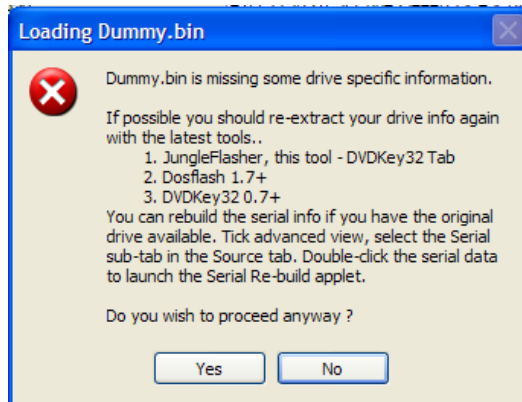 Loading Dummy.bin
Dummy.bin is missing some drive specific information.
If possible you should re-extract your drive info again
with the latest tools..
1. JungleFlasher, this tool - DVDKey32 Tab
2. Dosflash 1.7+
3. DVDKey32 0.7+
You can rebuild the serial info if you have the original
drive available. Tick advanced view, select the Serial
sub-tab in the Source tab. Double-click the serial data
to launch the Serial Re-build applet.
Do you wish to proceed anyway ?
Yes
No